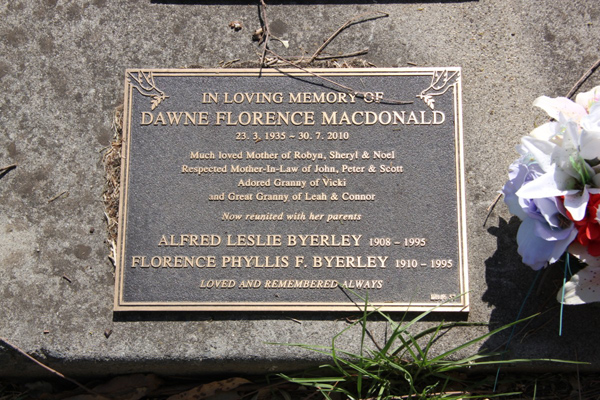 IN LOVING MEMORY OF
DAWNE FLORENCE MACDONALD
23. 3. 1935 ~ 30. 7. 2010
Much loved Mother of Robyn, Sheryl & Noel
Respected Mother-In-Law of John, Peter & Scott
Adored Granny of Vicki
and Great Granny of Leah & Connor
Now reunited with her parents
ALFRED LESLIE BYERLEY 1908 ~ 1995
FLORENCE PHYLLIS F. BYERLEY 1910 ~ 1995
LOVED AND REMEMBERED ALWAYS